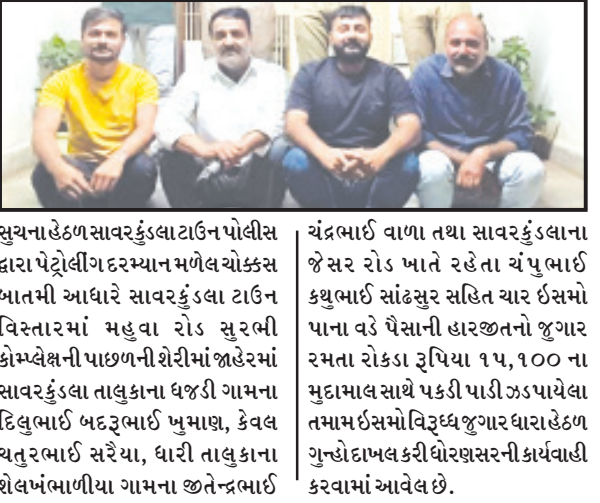 સુચના હેઠળ સાવરકુંડલા ટાઉન પોલીસ
દ્વારા પેટ્રોલીંગ દરમ્યાન મળેલ ચોક્કસ
બાતમી આધારે સાવરકુંડલા ટાઉન
વિસ્તારમાં મહુવા રોડ સુરભી
કોમ્પ્લેક્ષની પાછળની શેરીમાં જાહેરમાં
સાવરકુંડલા તાલુકાના ધજડી ગામના
દિલુભાઈ બદરૂભાઈ ખુમાણ, કેવલ
ચતુરભાઈ સરૈયા, ધારી તાલુકાના
શેલખંભાળીયા ગામના જીતેન્દ્રભાઈ
ચંદ્રભાઈ વાળા તથા સાવરકુંડલાના
જેસર રોડ ખાતે રહેતા ચંપુભાઈ
કથુભાઈ સાંઢસુર સહિત ચાર ઇસમો
પાના વડે પૈસાની હારજીતનો જુગાર
રમતા રોકડા રૂપિયા ૧૫,૧૦૦ ના
મુદામાલ સાથે પકડી પાડી ઝડપાયેલા
તમામ ઇસમો વિરૂધ્ધ જુગાર ધારા હેઠળ
ગુન્હો દાખલ કરી ધોરણસરની કાર્યવાહી
કરવામાં આવેલ છે.